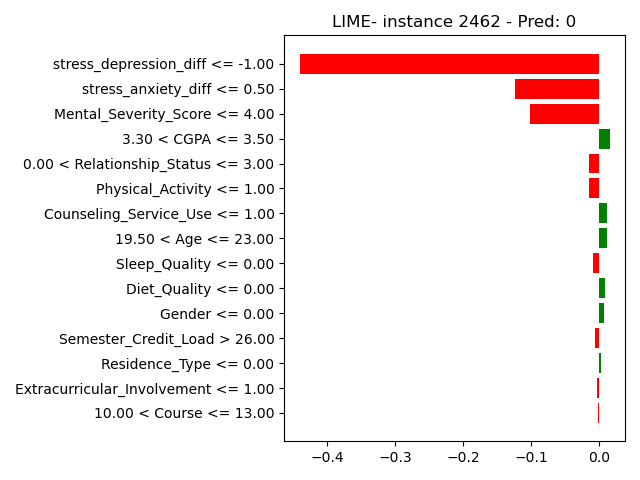 LIME- instance 2462 - Pred: 0
stress_depression_diff <= -1.00
stress_anxiety_diff <= 0.50
Mental_Severity_Score <= 4.00
3.30 < CGPA <= 3.50
0.00 < Relationship_Status <= 3.00
Physical_Activity <= 1.00
Counseling_Service_Use <= 1.00
19.50 < Age <= 23.00
Sleep_Quality <= 0.00
Diet_Quality <= 0.00
Gender <= 0.00
Semester_Credit_Load > 26.00
Residence_Type <= 0.00
Extracurricular_Involvement <= 1.00
10.00 < Course <= 13.00
−0.4 −0.3 −0.2 −0.1 0.0